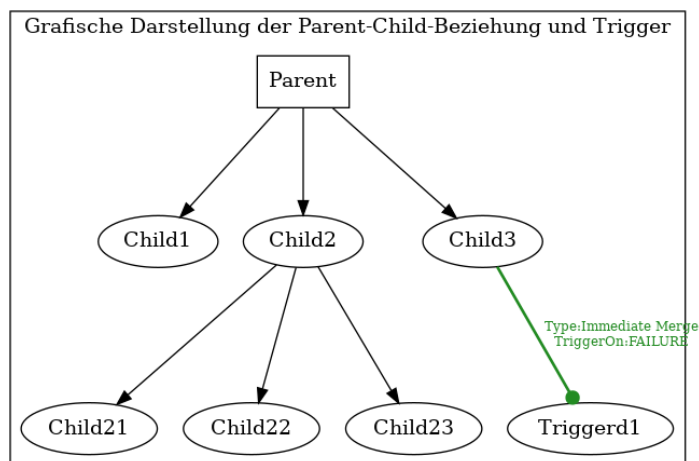 Grafische Darstellung der Parent-Child-Beziehung und Trigger
Parent
Child1
Child2
Child3
Type:Immediate Merge
TriggerOn:FAILURE
Child21
Child22
Child23
Triggerd1